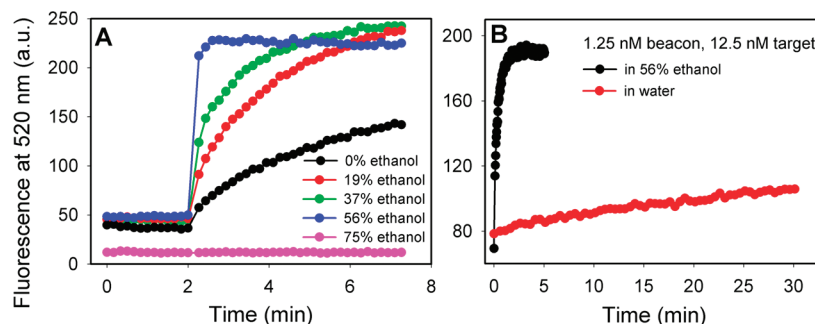 Fluorescence at 520 nm (a.u.)
A
250
200
150
100
50
0
0% ethanol
19% ethanol
37% ethanol
56% ethanol
75% ethanol
0 2 4 6 8
Time (min)
B
200
160
120
80
1.25 nM beacon, 12.5 nM target
in 56% ethanol
in water
0 5 10 15 20 25 30
Time (min)